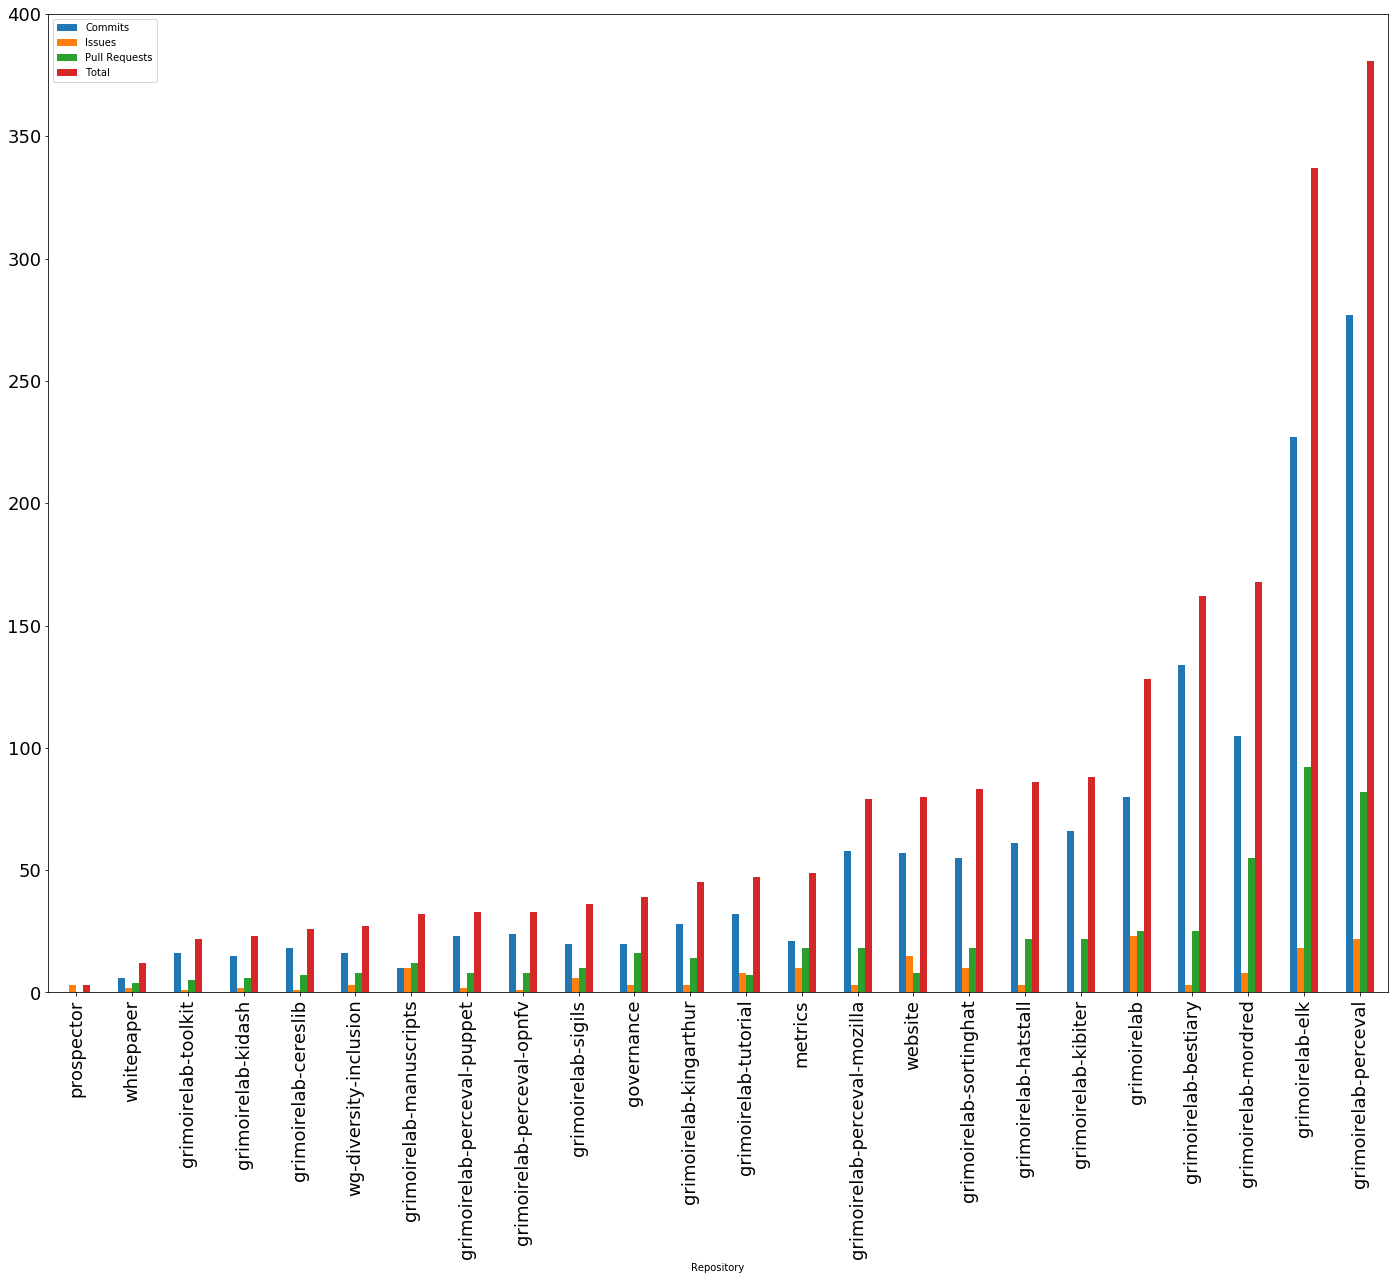 400
350
300
250
200
150
100
50
0
Commits
Issues
Pull Requests
Total
prospector
whitepaper
grimoirelab-toolkit
grimoirelab-kidash
grimoirelab-cereslib
wg-diversity-inclusion
grimoirelab-manuscripts
grimoirelab-perceval-puppet
grimoirelab-perceval-opnfv
grimoirelab-sigils
governance
grimoirelab-kingarthur
grimoirelab-tutorial
metrics
grimoirelab-perceval-mozilla
website
grimoirelab-sortinghat
grimoirelab-hatstall
grimoirelab-kibiter
grimoirelab
grimoirelab-bestiary
grimoirelab-mordred
grimoirelab-elk
grimoirelab-perceval
Repository